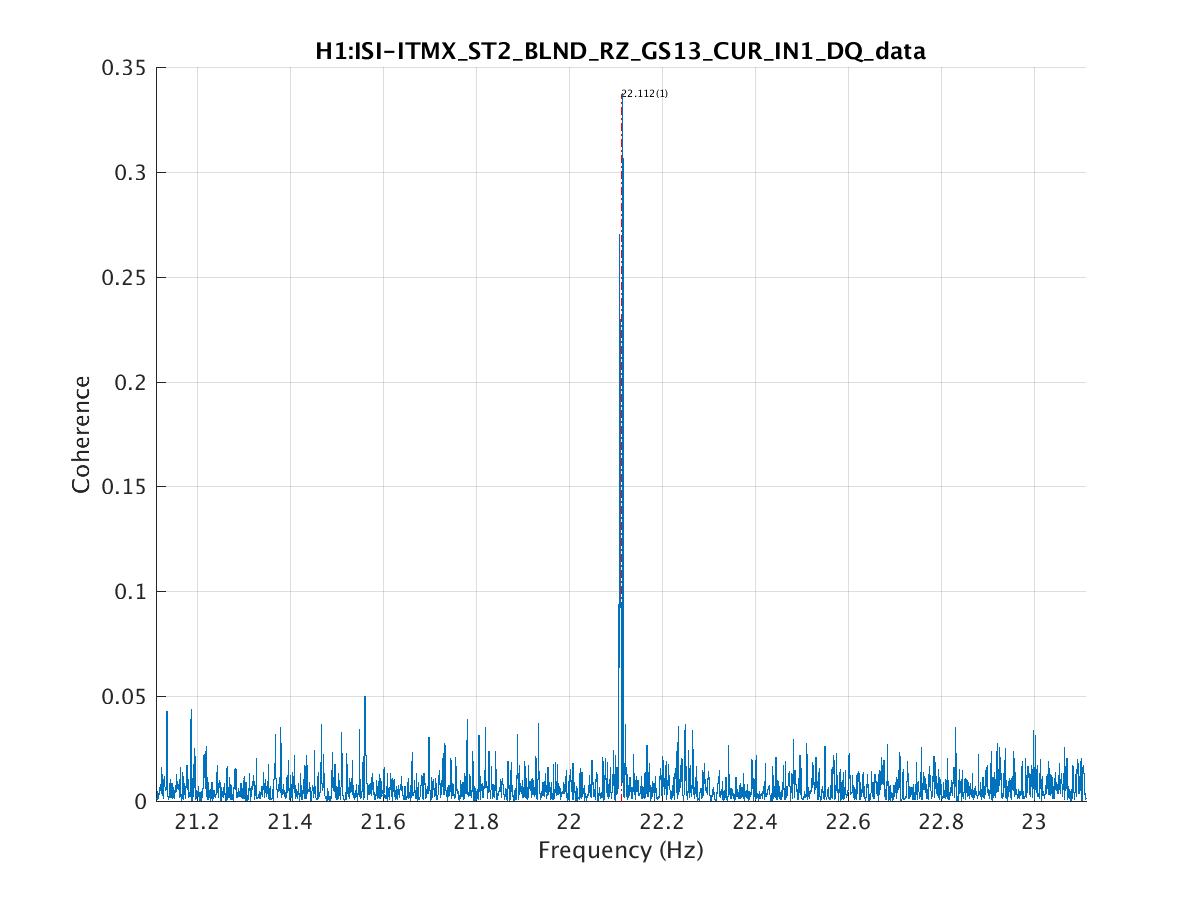 H1:ISI-ITMX_ST2_BLND_RZ_GS13_CUR_IN1_DQ_data
0.35
0.3
0.25
0.2
0.15
0.1
0.05
0
Coherence
22.112(1)
21.2 21.4 21.6 21.8 22 22.2 22.4 22.6 22.8 23
Frequency (Hz)